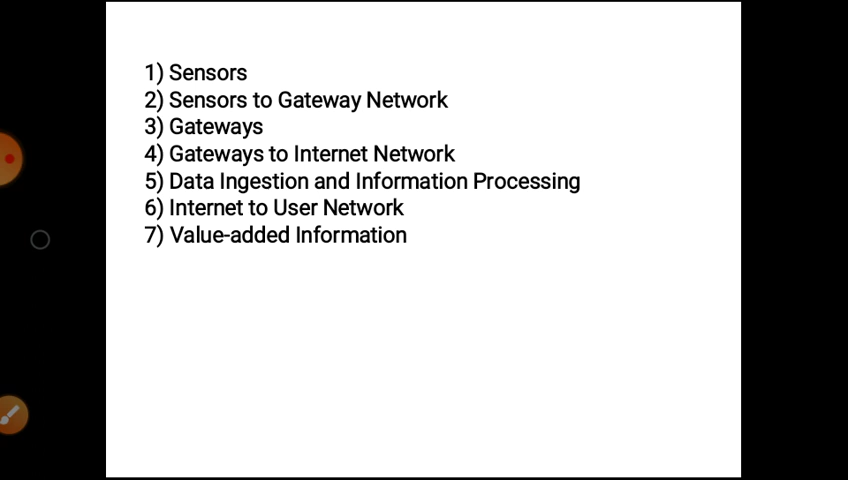 1) Sensors
2) Sensors to Gateway Network
3) Gateways
4) Gateways to Internet Network
5) Data Ingestion and Information Processing
6) Internet to User Network
7) Value-added Information